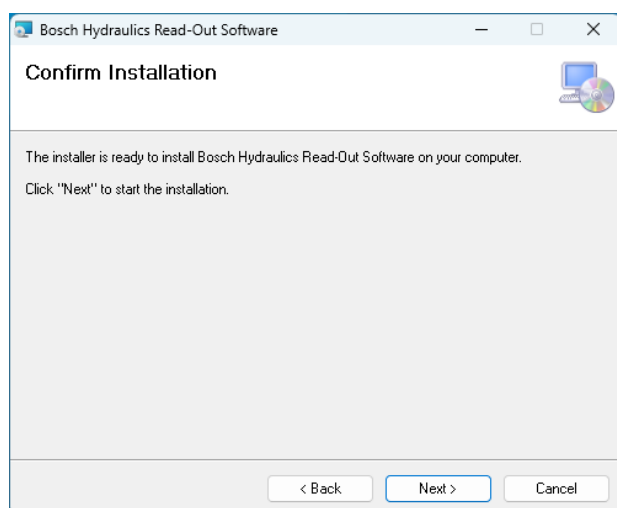 Bosch Hydraulics Read-Out Software
Confirm Installation
The installer is ready to install Bosch Hydraulics Read-Out Software on your computer.
Click "Next" to start the installation.
< Back
Next >
Cancel